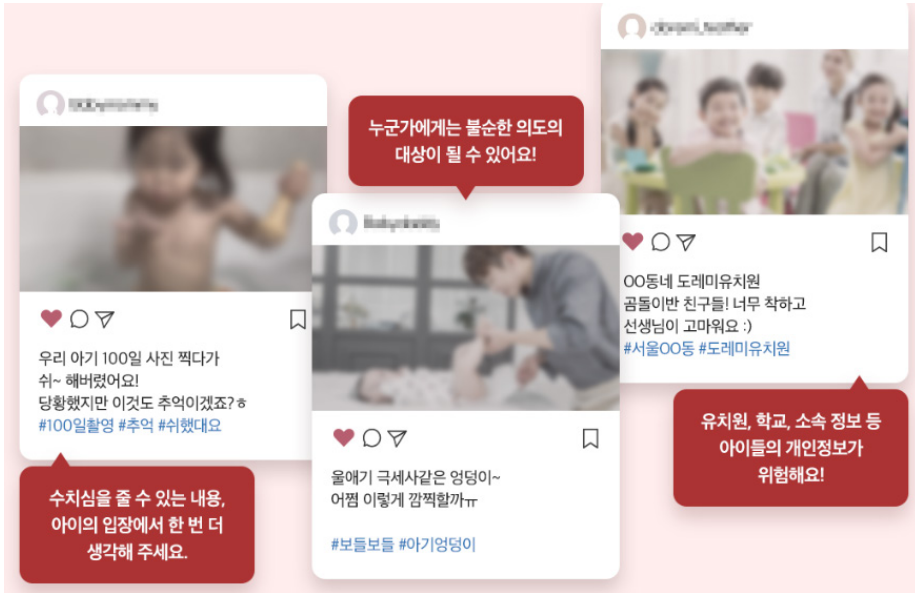 우리 아기 100일 사진 찍다가
쉬~ 해버렸어요!
당황했지만 이것도 추억이겠죠?ㅎ
#100일촬영 #추억 #쉬했대요
수치심을 줄 수 있는 내용,
아이의 입장에서 한 번 더
생각해 주세요.
누군가에게는 불순한 의도의
대상이 될 수 있어요!
울애기 극세사같은 엉덩이~
어쩜 이렇게 깜찍할까ㅠ
#보들보들 #아기엉덩이
OO동네 도레미유치원
곰돌이반 친구들! 너무 착하고
선생님이 고마워요 :)
#서울OO동 #도레미유치원
유치원, 학교, 소속 정보 등
아이들의 개인정보가
위험해요!